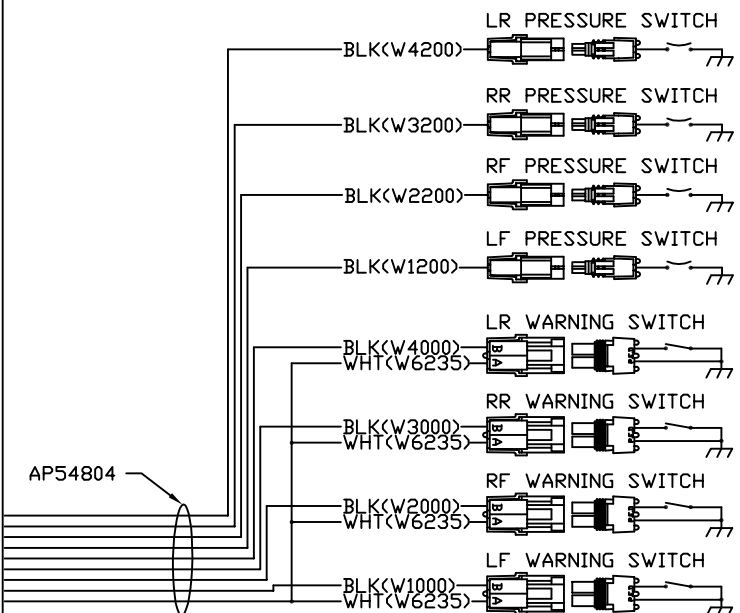 LR PRESSURE SWITCH
BLK(W4200)
RR PRESSURE SWITCH
BLK(W3200)
RF PRESSURE SWITCH
BLK(W2200)
LF PRESSURE SWITCH
BLK(W1200)
LR WARNING SWITCH
BLK(W4000) B
WHT(W6235) A
RR WARNING SWITCH
BLK(W3000) B
WHT(W6235) A
AP54804
RF WARNING SWITCH
BLK(W2000) B
WHT(W6235) A
LF WARNING SWITCH
BLK(W1000) B
WHT(W6235) A